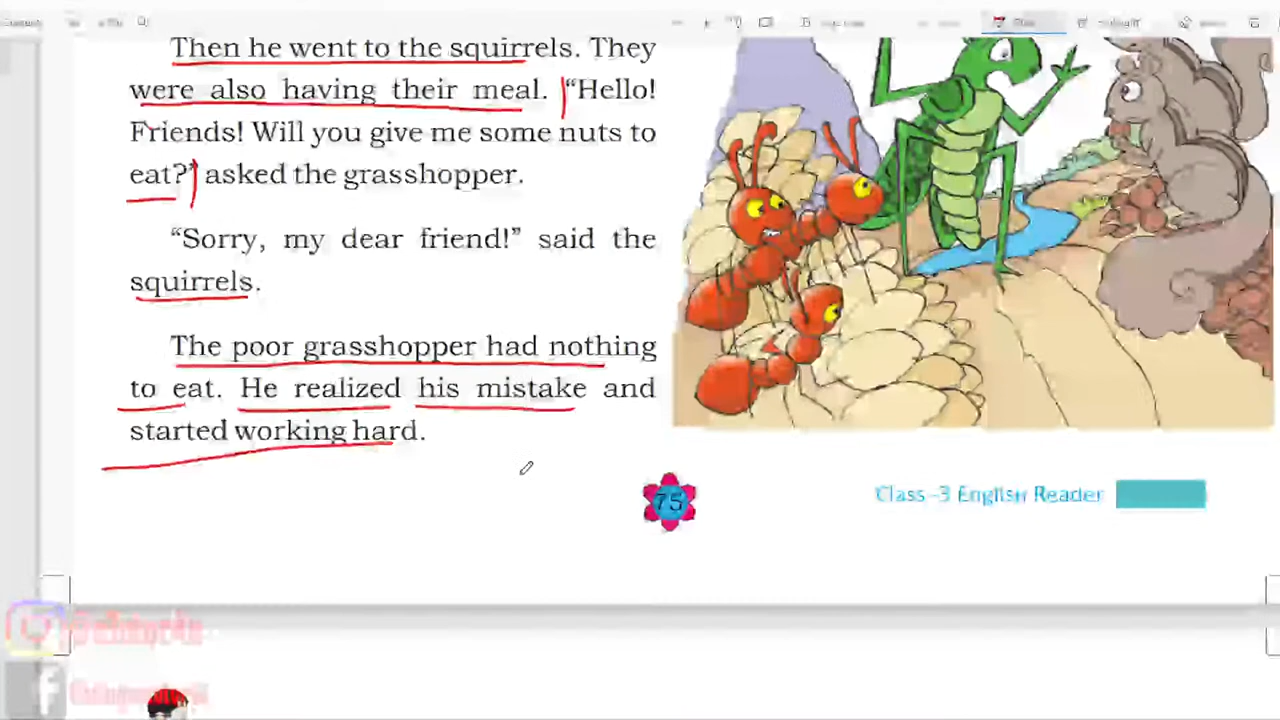 Then he went to the squirrels. They
were also having their meal. “Hello!
Friends! Will you give me some nuts to
eat?” asked the grasshopper.
“Sorry, my dear friend!” said the
squirrels.
The poor grasshopper had nothing
to eat. He realized his mistake and
started working hard.
75
Class -3 English Reader